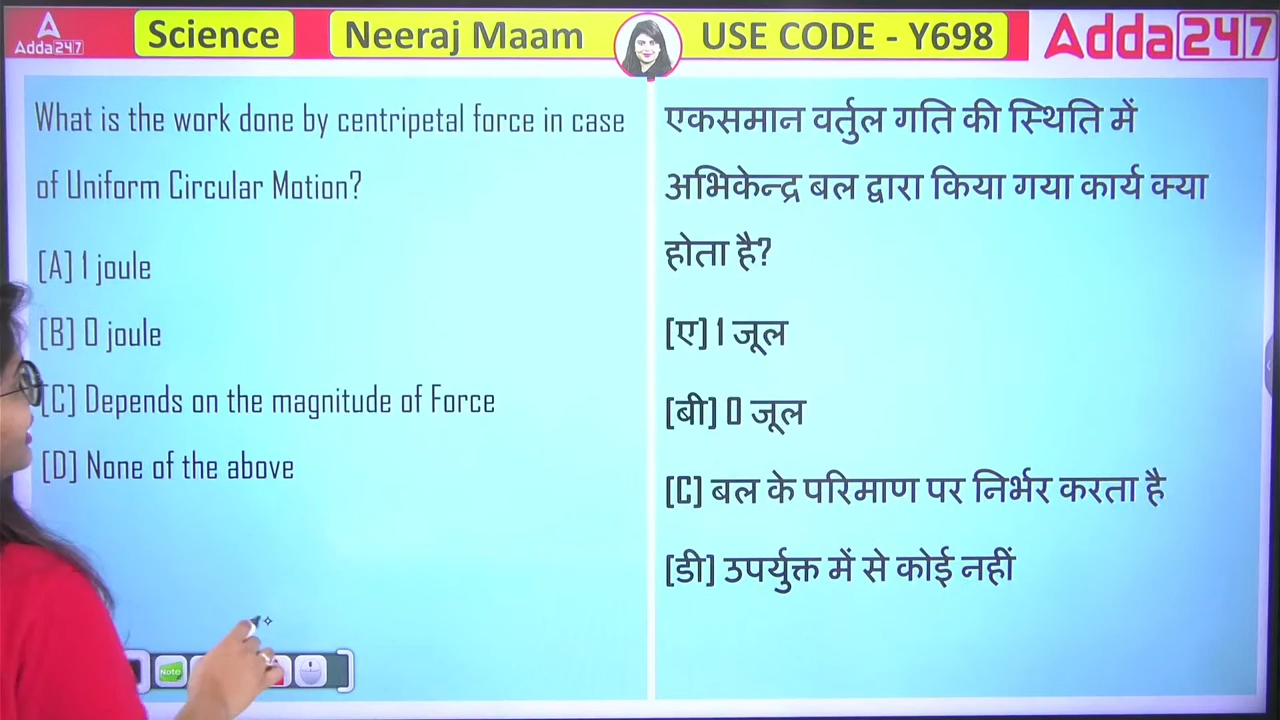 Adda247
Science
Neeraj Maam
USE CODE - Y698
Adda247
What is the work done by centripetal force in case
of Uniform Circular Motion?
[A] 1 joule
[B] 0 joule
[C] Depends on the magnitude of Force
[D] None of the above
एकसमान वर्तुल गति की स्थिति में
अभिकेन्द्र बल द्वारा किया गया कार्य क्या
होता है?
[ए] 1 जूल
[बी] 0 जूल
[C] बल के परिमाण पर निर्भर करता है
[डी] उपर्युक्त में से कोई नहीं
Note